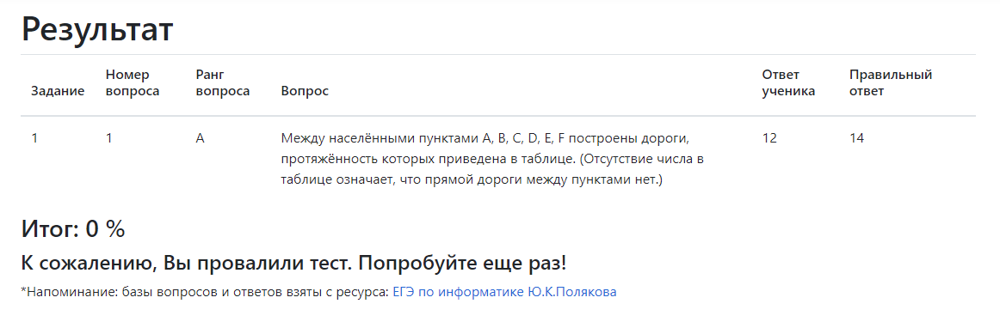 Результат
Задание Номер вопроса Ранг вопроса Вопрос Ответ ученика Правильный ответ
1 1 A Между населёнными пунктами A, B, C, D, E, F построены дороги, 12 14
протяжённость которых приведена в таблице. (Отсутствие числа в
таблице означает, что прямой дороги между пунктами нет.)
Итог: 0 %
К сожалению, Вы провалили тест. Попробуйте еще раз!
*Напоминание: базы вопросов и ответов взяты с ресурса: ЕГЭ по информатике Ю.К.Полякова